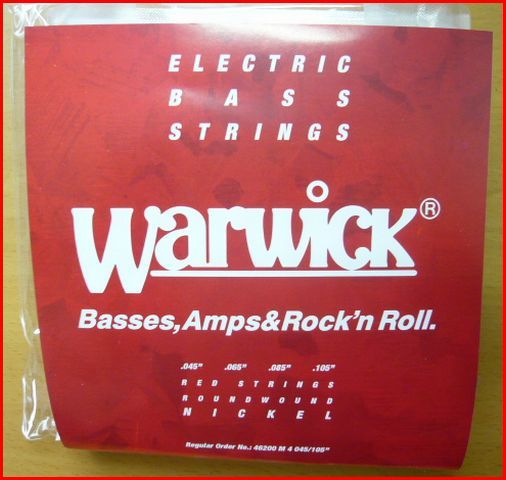 ELECTRIC
BASS
STRINGS
Warwick®
Basses,Amps&Rock'n Roll.
.045" .065" .085" .105"
RED STRINGS
ROUNDWOUND
NICKEL
Regular Order No.: 46200 M 4 045/105"